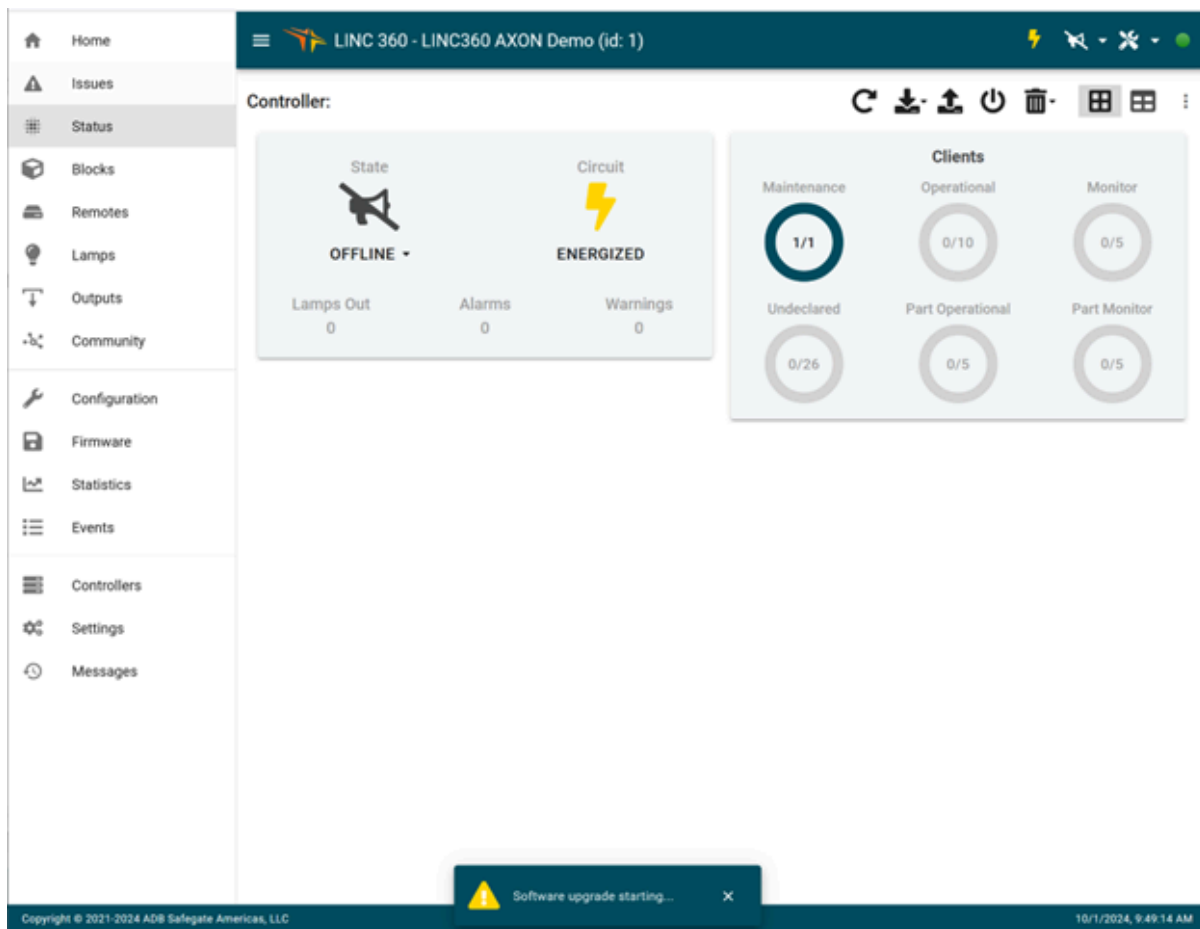 Home
Issues
Status
Blocks
Remotes
Lamps
Outputs
Community
Configuration
Firmware
Statistics
Events
Controllers
Settings
Messages
LINC 360 - LINC360 AXON Demo (id: 1)
Controller:
State
Circuit
OFFLINE
ENERGIZED
Lamps Out
Alarms
Warnings
0
0
0
Clients
Maintenance
Operational
Monitor
1/1
0/10
0/5
Undeclared
Part Operational
Part Monitor
0/26
0/5
0/5
Software upgrade starting...
Copyright © 2021-2024 ADB Safegate Americas, LLC
10/1/2024, 9:49:14 AM